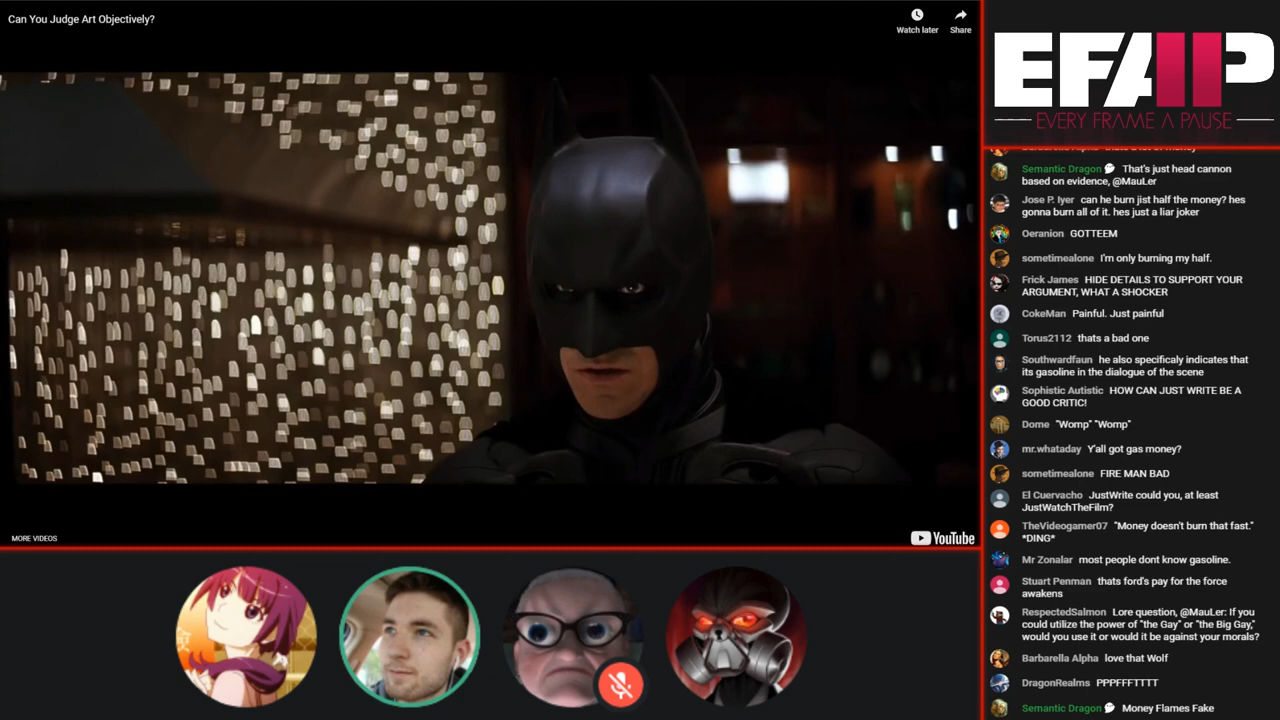 Can You Judge Art Objectively?
Watch later
Share
MORE VIDEOS
YouTube
EFAP
EVERY FRAME A PAUSE
Semantic Dragon That's just head cannon
based on evidence, @MauLer
Jose P. Iyer can he burn jist half the money? hes
gonna burn all of it. hes just a liar joker
Oeranion GOTTEEM
sometimealone I'm only burning my half.
Frick James HIDE DETAILS TO SUPPORT YOUR
ARGUMENT, WHAT A SHOCKER
CokeMan Painful. Just painful
Torus2112 thats a bad one
Southwardfaun he also specificaly indicates that
its gasoline in the dialogue of the scene
Sophistic Autistic HOW CAN JUST WRITE BE A
GOOD CRITIC!
Dome "Womp" "Womp"
mr.whataday Y'all got gas money?
sometimealone FIRE MAN BAD
El Cuervacho JustWrite could you, at least
JustWatchTheFilm?
TheVideogamer07 "Money doesn't burn that fast."
*DING*
Mr Zonalar most people dont know gasoline.
Stuart Penman thats ford's pay for the force
awakens
RespectedSalmon Lore question, @MauLer: If you
could utilize the power of "the Gay" or "the Big Gay,"
would you use it or would it be against your morals?
Barbarella Alpha love that Wolf
DragonRealms PPPFFFTTTT
Semantic Dragon Money Flames Fake